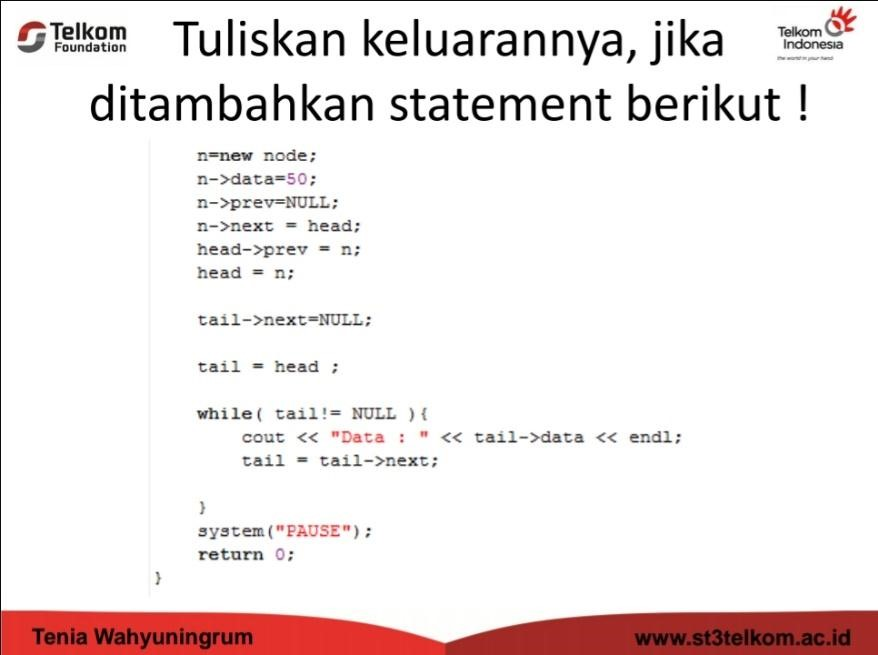 Telkom
Foundation
Tuliskan keluarannya, jika
ditambahkan statement berikut !
Telkom
Indonesia
the world in your hand
n=new node;
n->data=50;
n->prev=NULL;
n->next = head;
head->prev = n;
head = n;
tail->next=NULL;
tail = head ;
while( tail!= NULL ){
cout << "Data : " << tail->data << endl;
tail = tail->next;
}
system("PAUSE");
return 0;
}
Tenia Wahyuningrum
www.st3telkom.ac.id